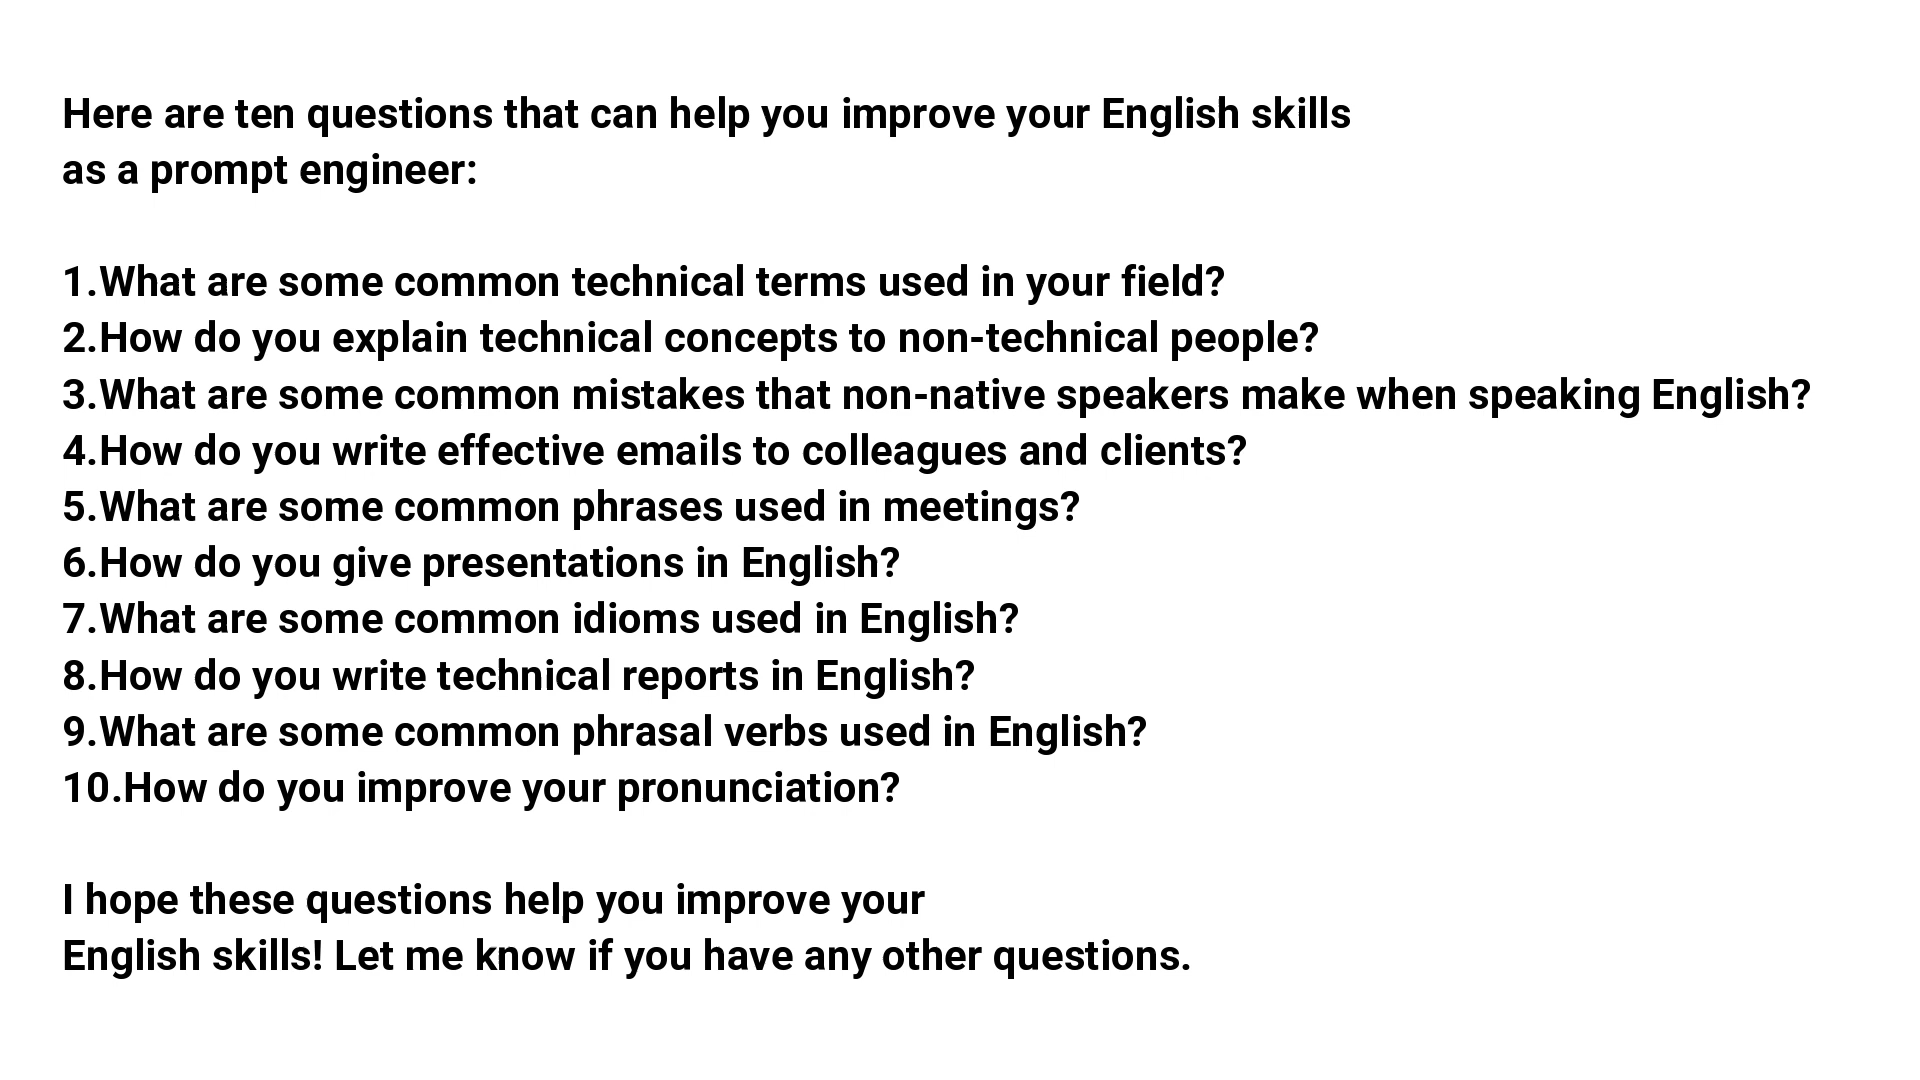 Here are ten questions that can help you improve your English skills
as a prompt engineer:
1.What are some common technical terms used in your field?
2.How do you explain technical concepts to non-technical people?
3.What are some common mistakes that non-native speakers make when speaking English?
4.How do you write effective emails to colleagues and clients?
5.What are some common phrases used in meetings?
6.How do you give presentations in English?
7.What are some common idioms used in English?
8.How do you write technical reports in English?
9.What are some common phrasal verbs used in English?
10.How do you improve your pronunciation?
I hope these questions help you improve your
English skills! Let me know if you have any other questions.